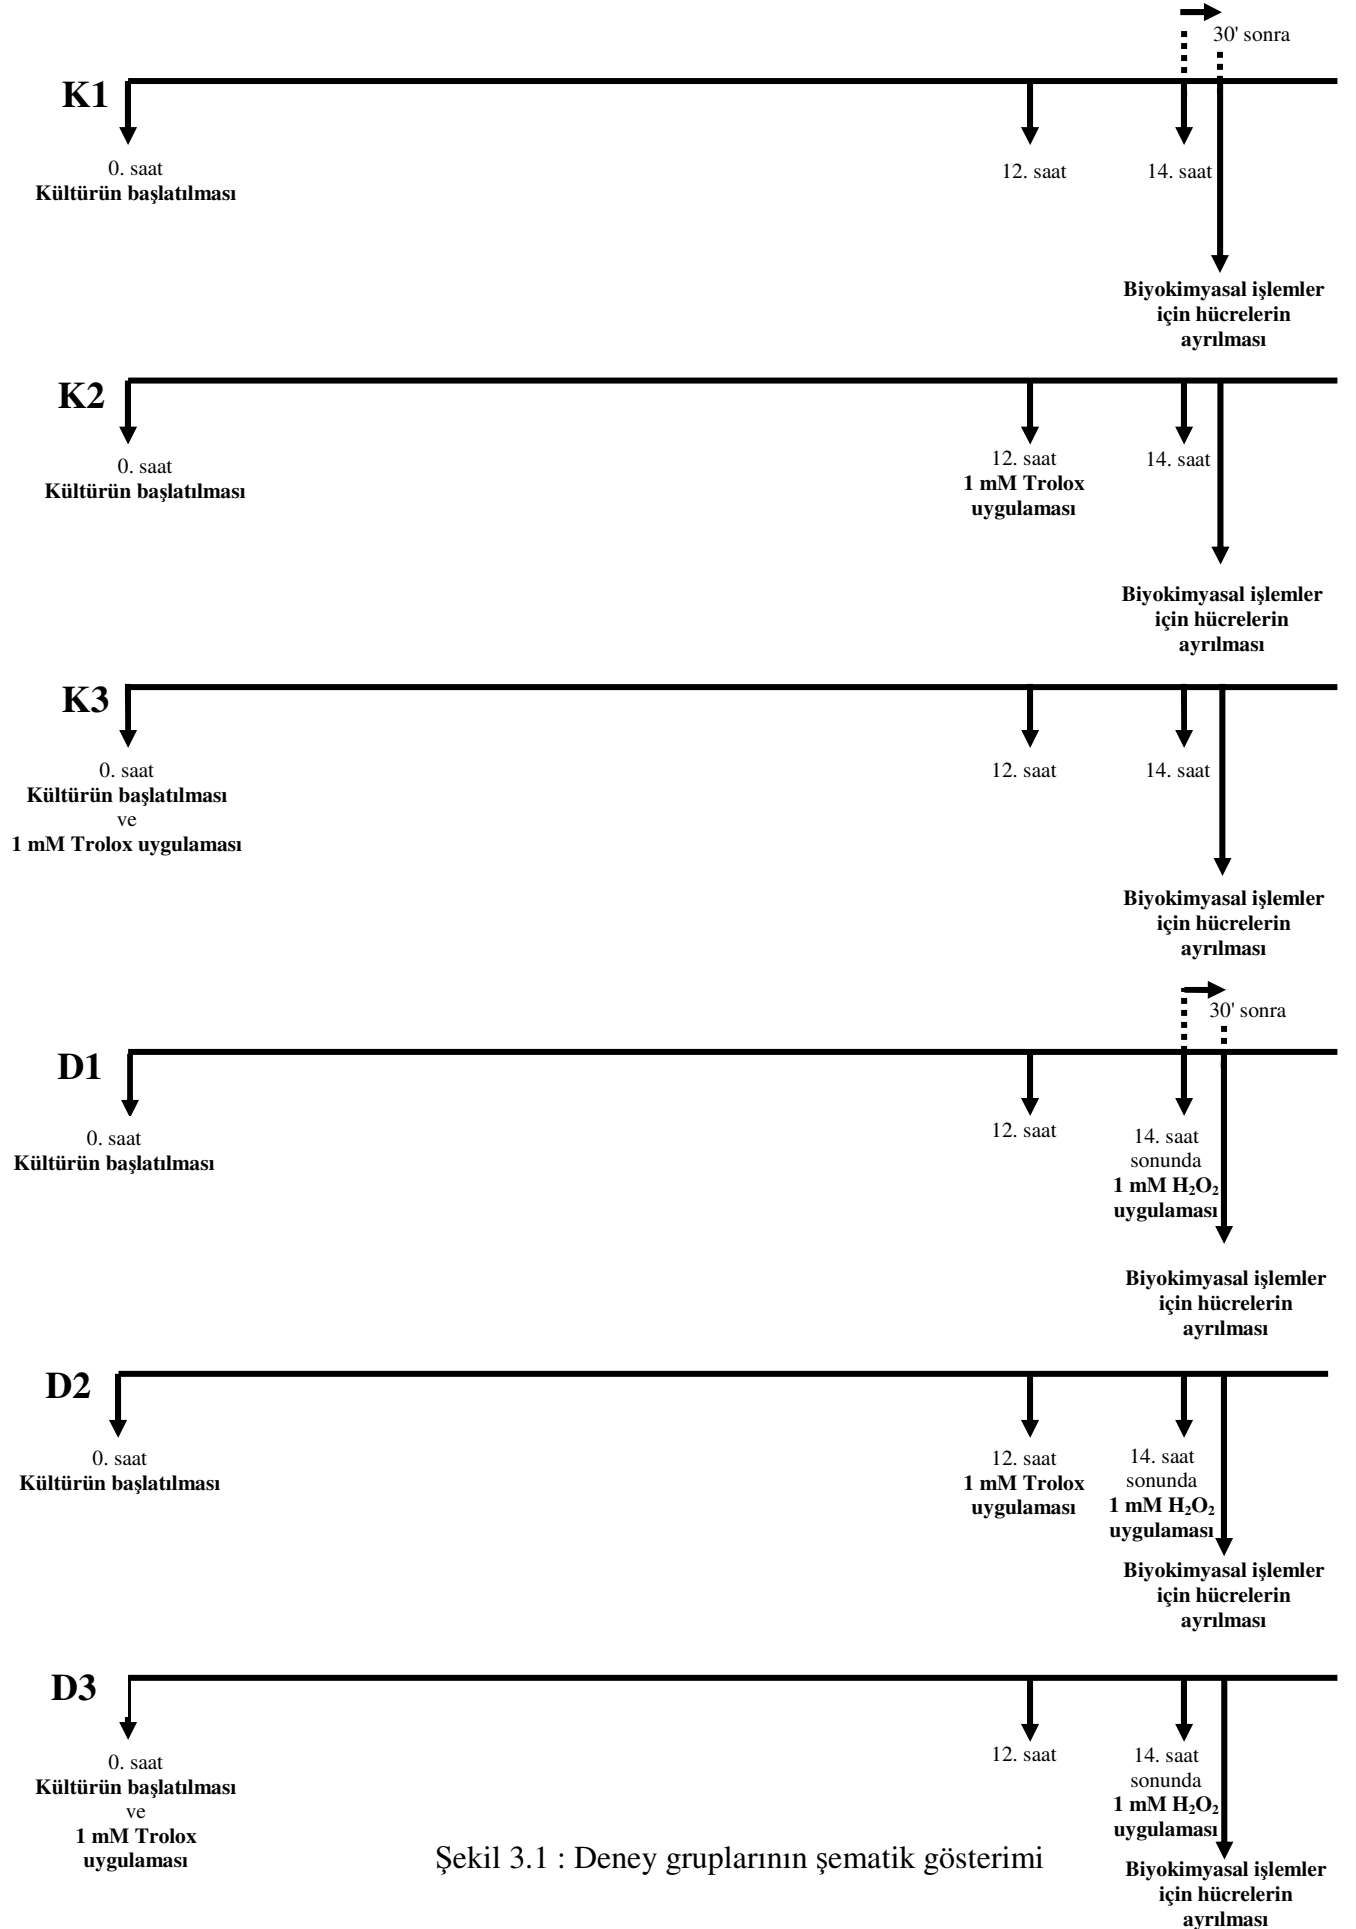 30' sonra
K1
0. saat
Kültürün başlatılması
12. saat
14. saat
Biyokimyasal işlemler
için hücrelerin
ayrılması
K2
0. saat
Kültürün başlatılması
12. saat
1 mM Trolox
uygulaması
14. saat
Biyokimyasal işlemler
için hücrelerin
ayrılması
K3
0. saat
Kültürün başlatılması
ve
1 mM Trolox uygulaması
12. saat
14. saat
Biyokimyasal işlemler
için hücrelerin
ayrılması
30' sonra
D1
0. saat
Kültürün başlatılması
12. saat
14. saat
sonunda
1 mM H₂O₂
uygulaması
Biyokimyasal işlemler
için hücrelerin
ayrılması
D2
0. saat
Kültürün başlatılması
12. saat
1 mM Trolox
uygulaması
14. saat
sonunda
1 mM H₂O₂
uygulaması
Biyokimyasal işlemler
için hücrelerin
ayrılması
D3
0. saat
Kültürün başlatılması
ve
1 mM Trolox
uygulaması
12. saat
14. saat
sonunda
1 mM H₂O₂
uygulaması
Biyokimyasal işlemler
için hücrelerin
ayrılması
Şekil 3.1 : Deney gruplarının şematik gösterimi